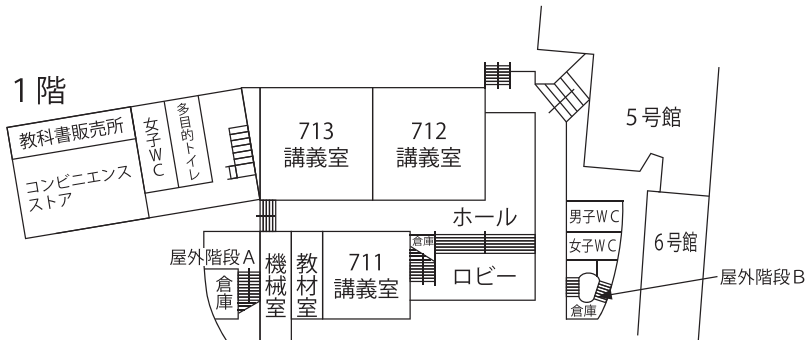 1階
教科書販売所
コンビニエンス
ストア
女子WC
多目的トイレ
713
講義室
712
講義室
5号館
ホール
男子WC
女子WC
6号館
屋外階段A
倉庫
機械室
教材室
711
講義室
倉庫
ロビー
屋外階段B
倉庫